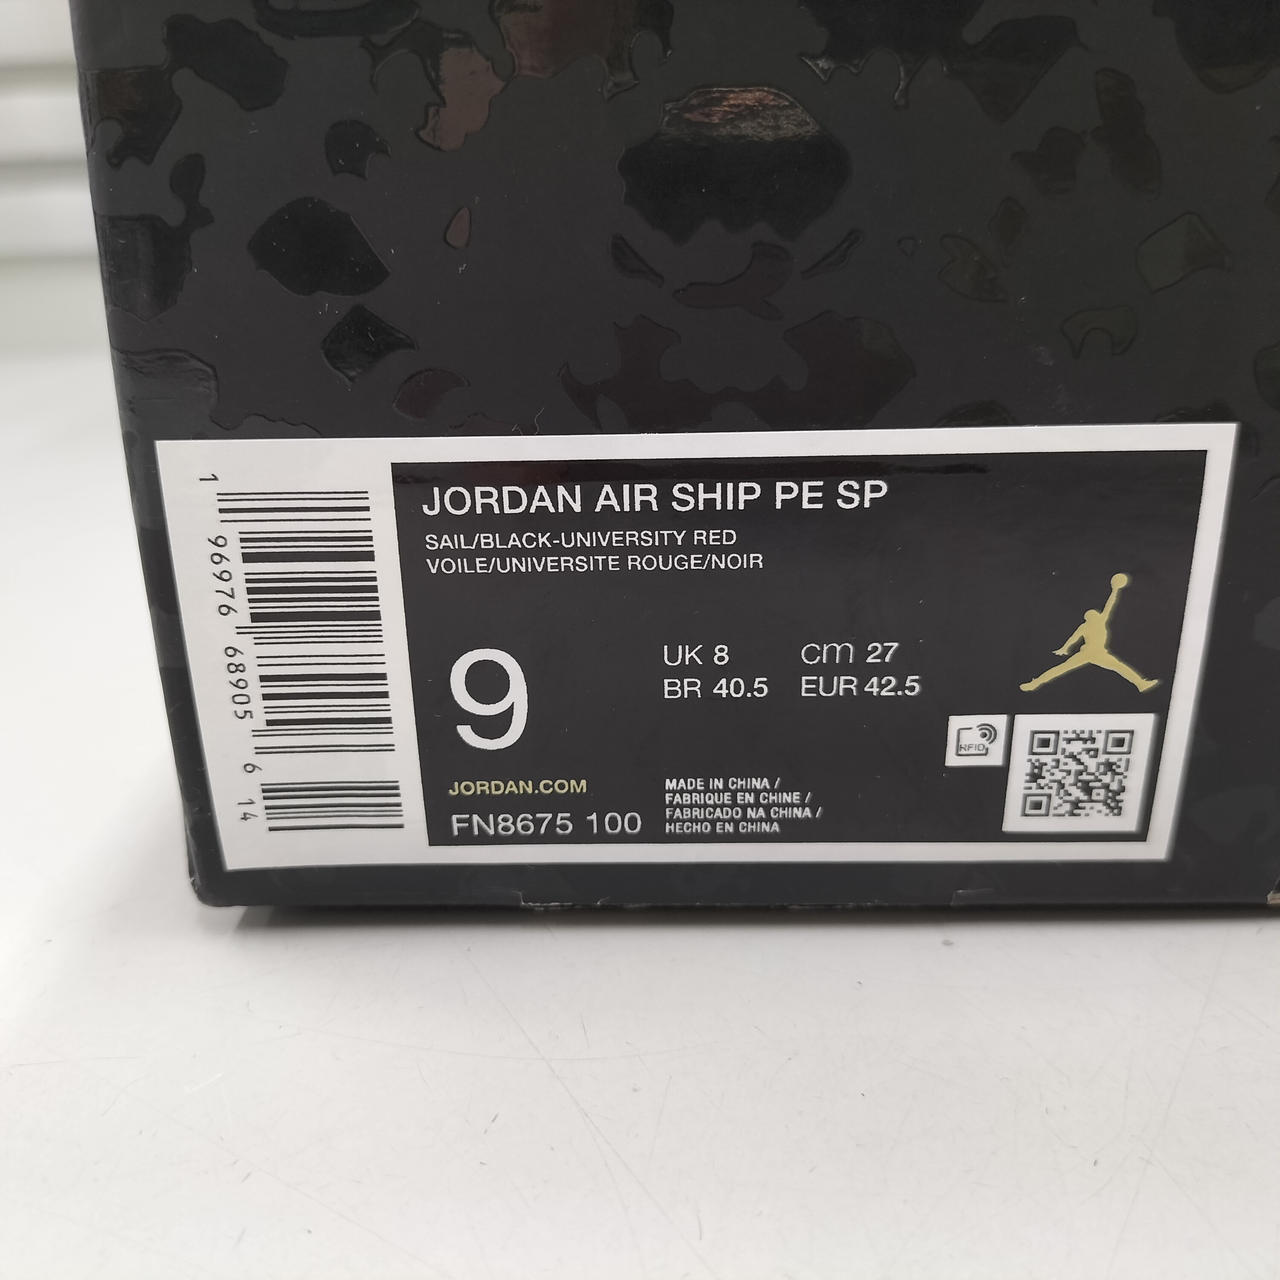 JORDAN AIR SHIP PE SP
SAIL/BLACK-UNIVERSITY RED
VOILE/UNIVERSITE ROUGE/NOIR
9
UK 8 cm 27
BR 40.5 EUR 42.5
RFID
JORDAN.COM
FN8675 100
MADE IN CHINA /
FABRIQUE EN CHINE /
FABRICADO NA CHINA /
HECHO EN CHINA
1 96976 68905 6 14